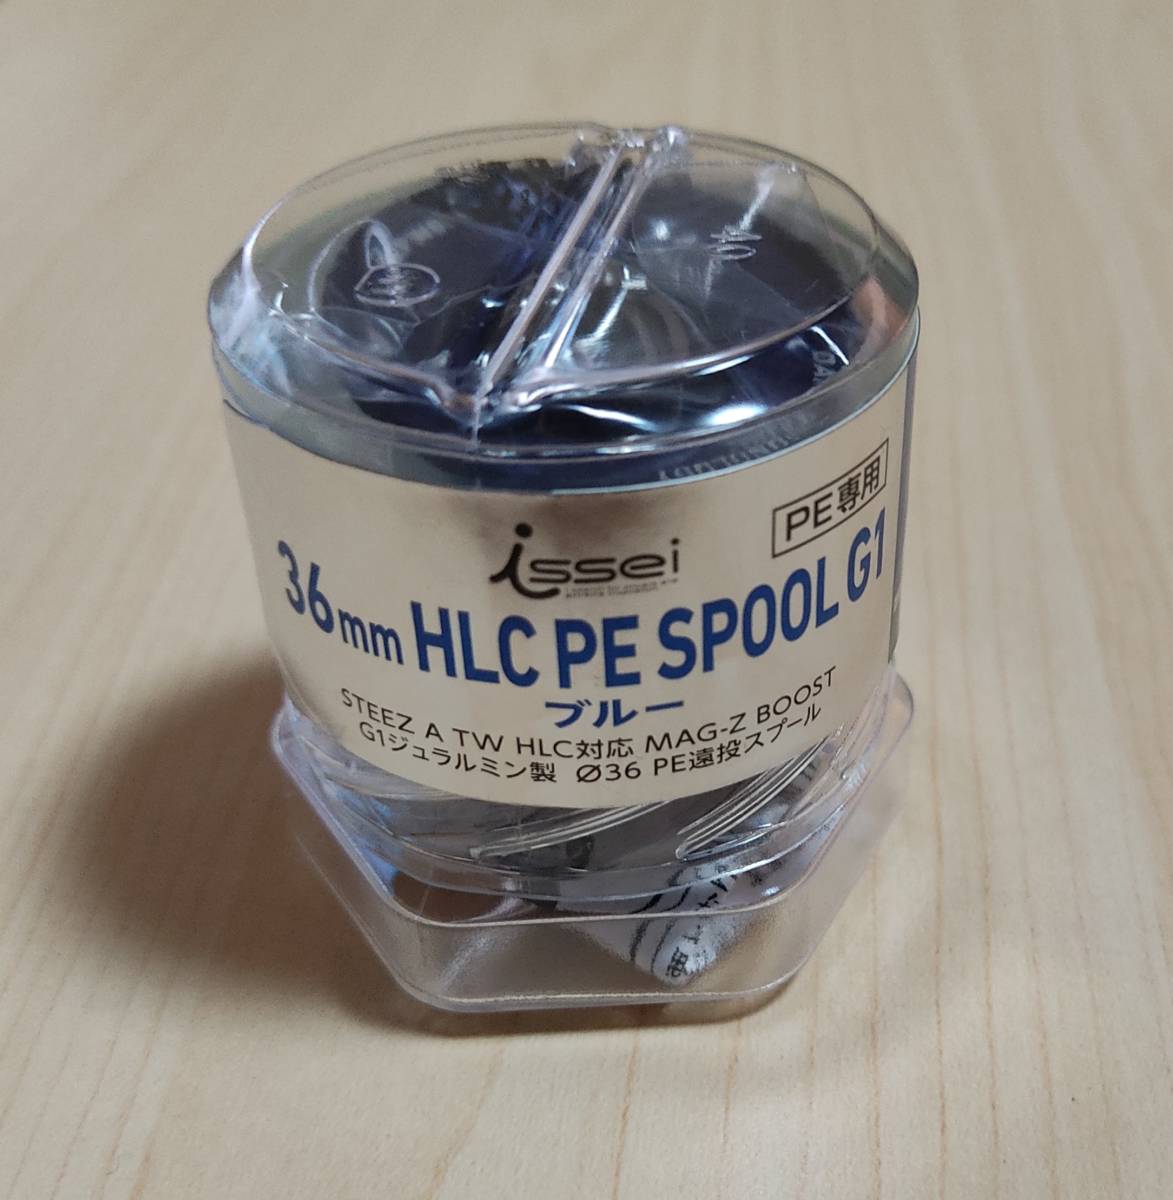 PE専用
issei
36mm HLC PE SPOOL G1
ブルー
STEEZ A TW HLC対応 MAG-Z BOOST
G1ジュラルミン製 Ø36 PE遠投スプール